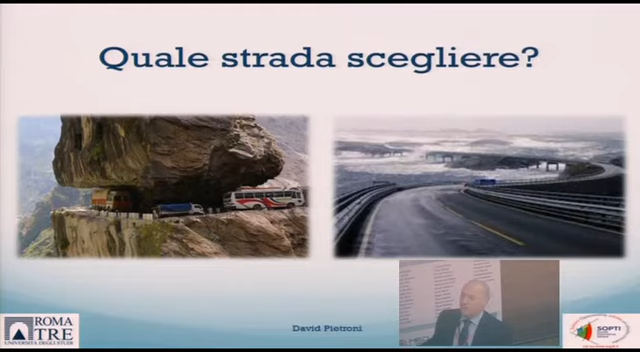 Quale strada scegliere?
ROMA
TRE
UNIVERSITÀ DEGLI STUDI
David Pietroni
SOPTI